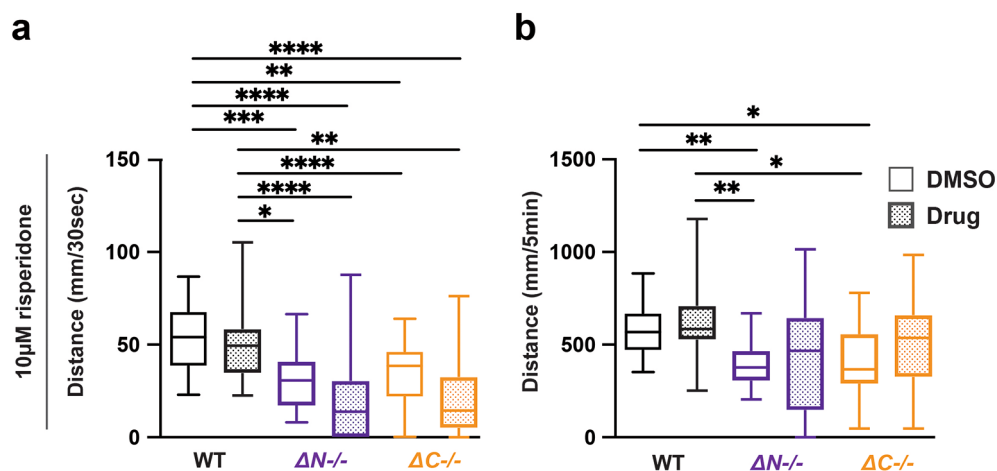 a
b
****
**
****
***
**
****
****
*
*
**
*
**
10µM risperidone
Distance (mm/30sec)
150
100
50
0
WT
ΔN-/-
ΔC-/-
Distance (mm/5min)
1500
1000
500
0
WT
ΔN-/-
ΔC-/-
DMSO
Drug